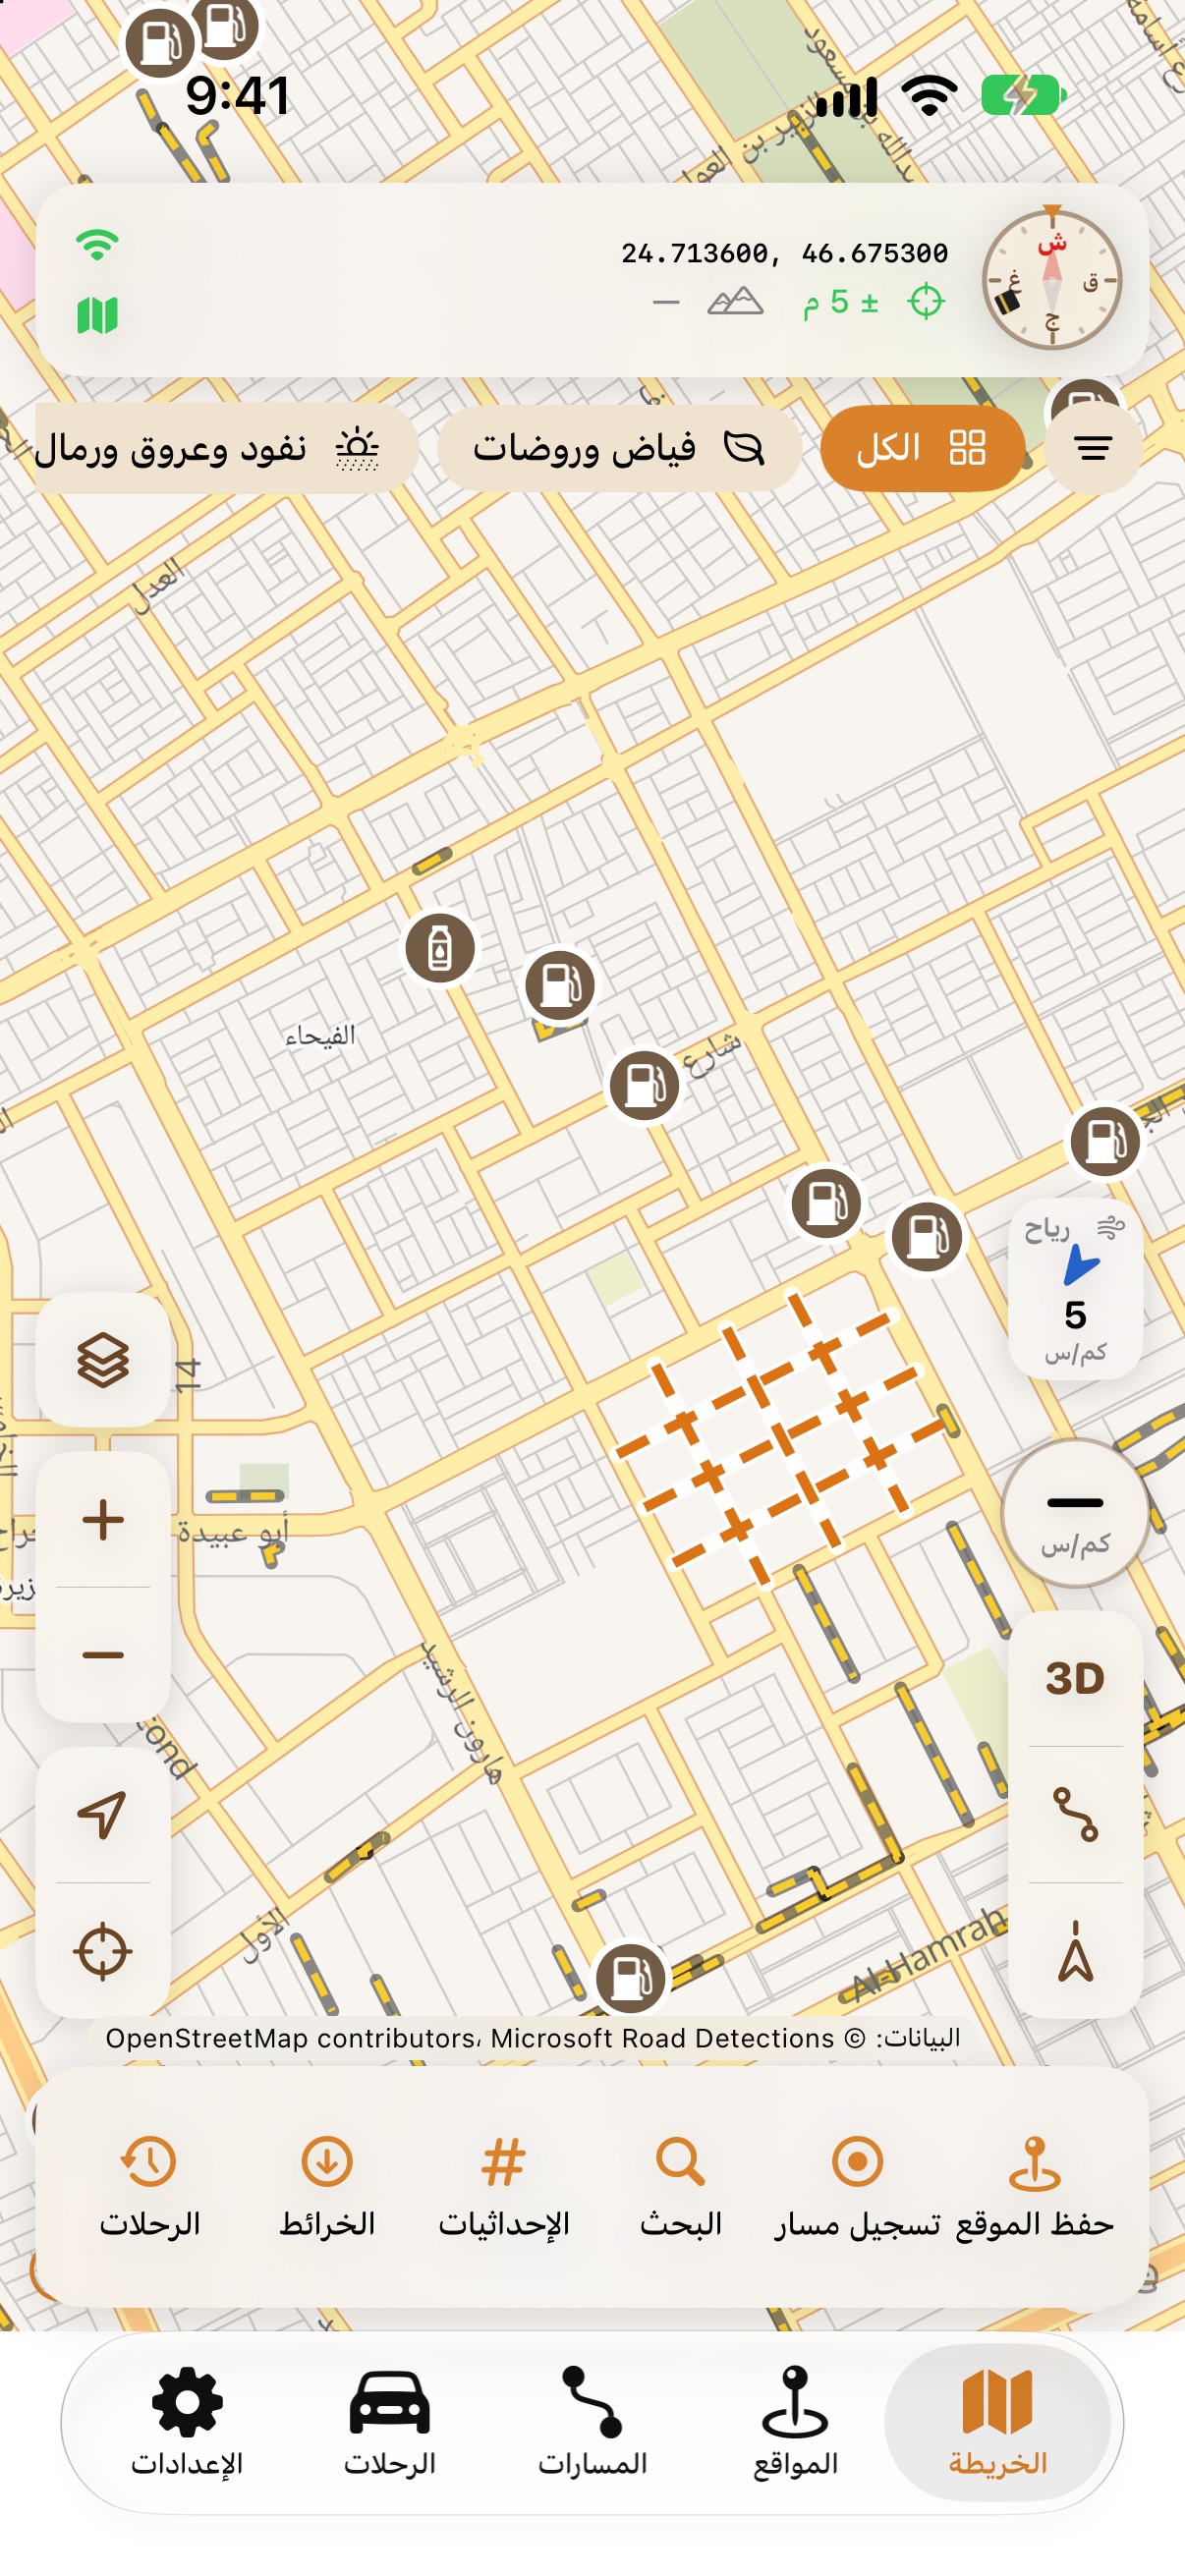 9:41
24.713600, 46.675300
± 5 م
—
ش
ق
غ
ج
الكل
فياض وروضات
نفود وعروق ورمال
العدل
الفيحاء
شارع
رياح
5
كم/س
14
—
كم/س
أبو عبيدة
هارون الرشيد
3D
الأول
Al-Hamrah
البيانات: © OpenStreetMap contributors، Microsoft Road Detections
حفظ الموقع
تسجيل مسار
البحث
الإحداثيات
الخرائط
الرحلات
الخريطة
المواقع
المسارات
الرحلات
الإعدادات